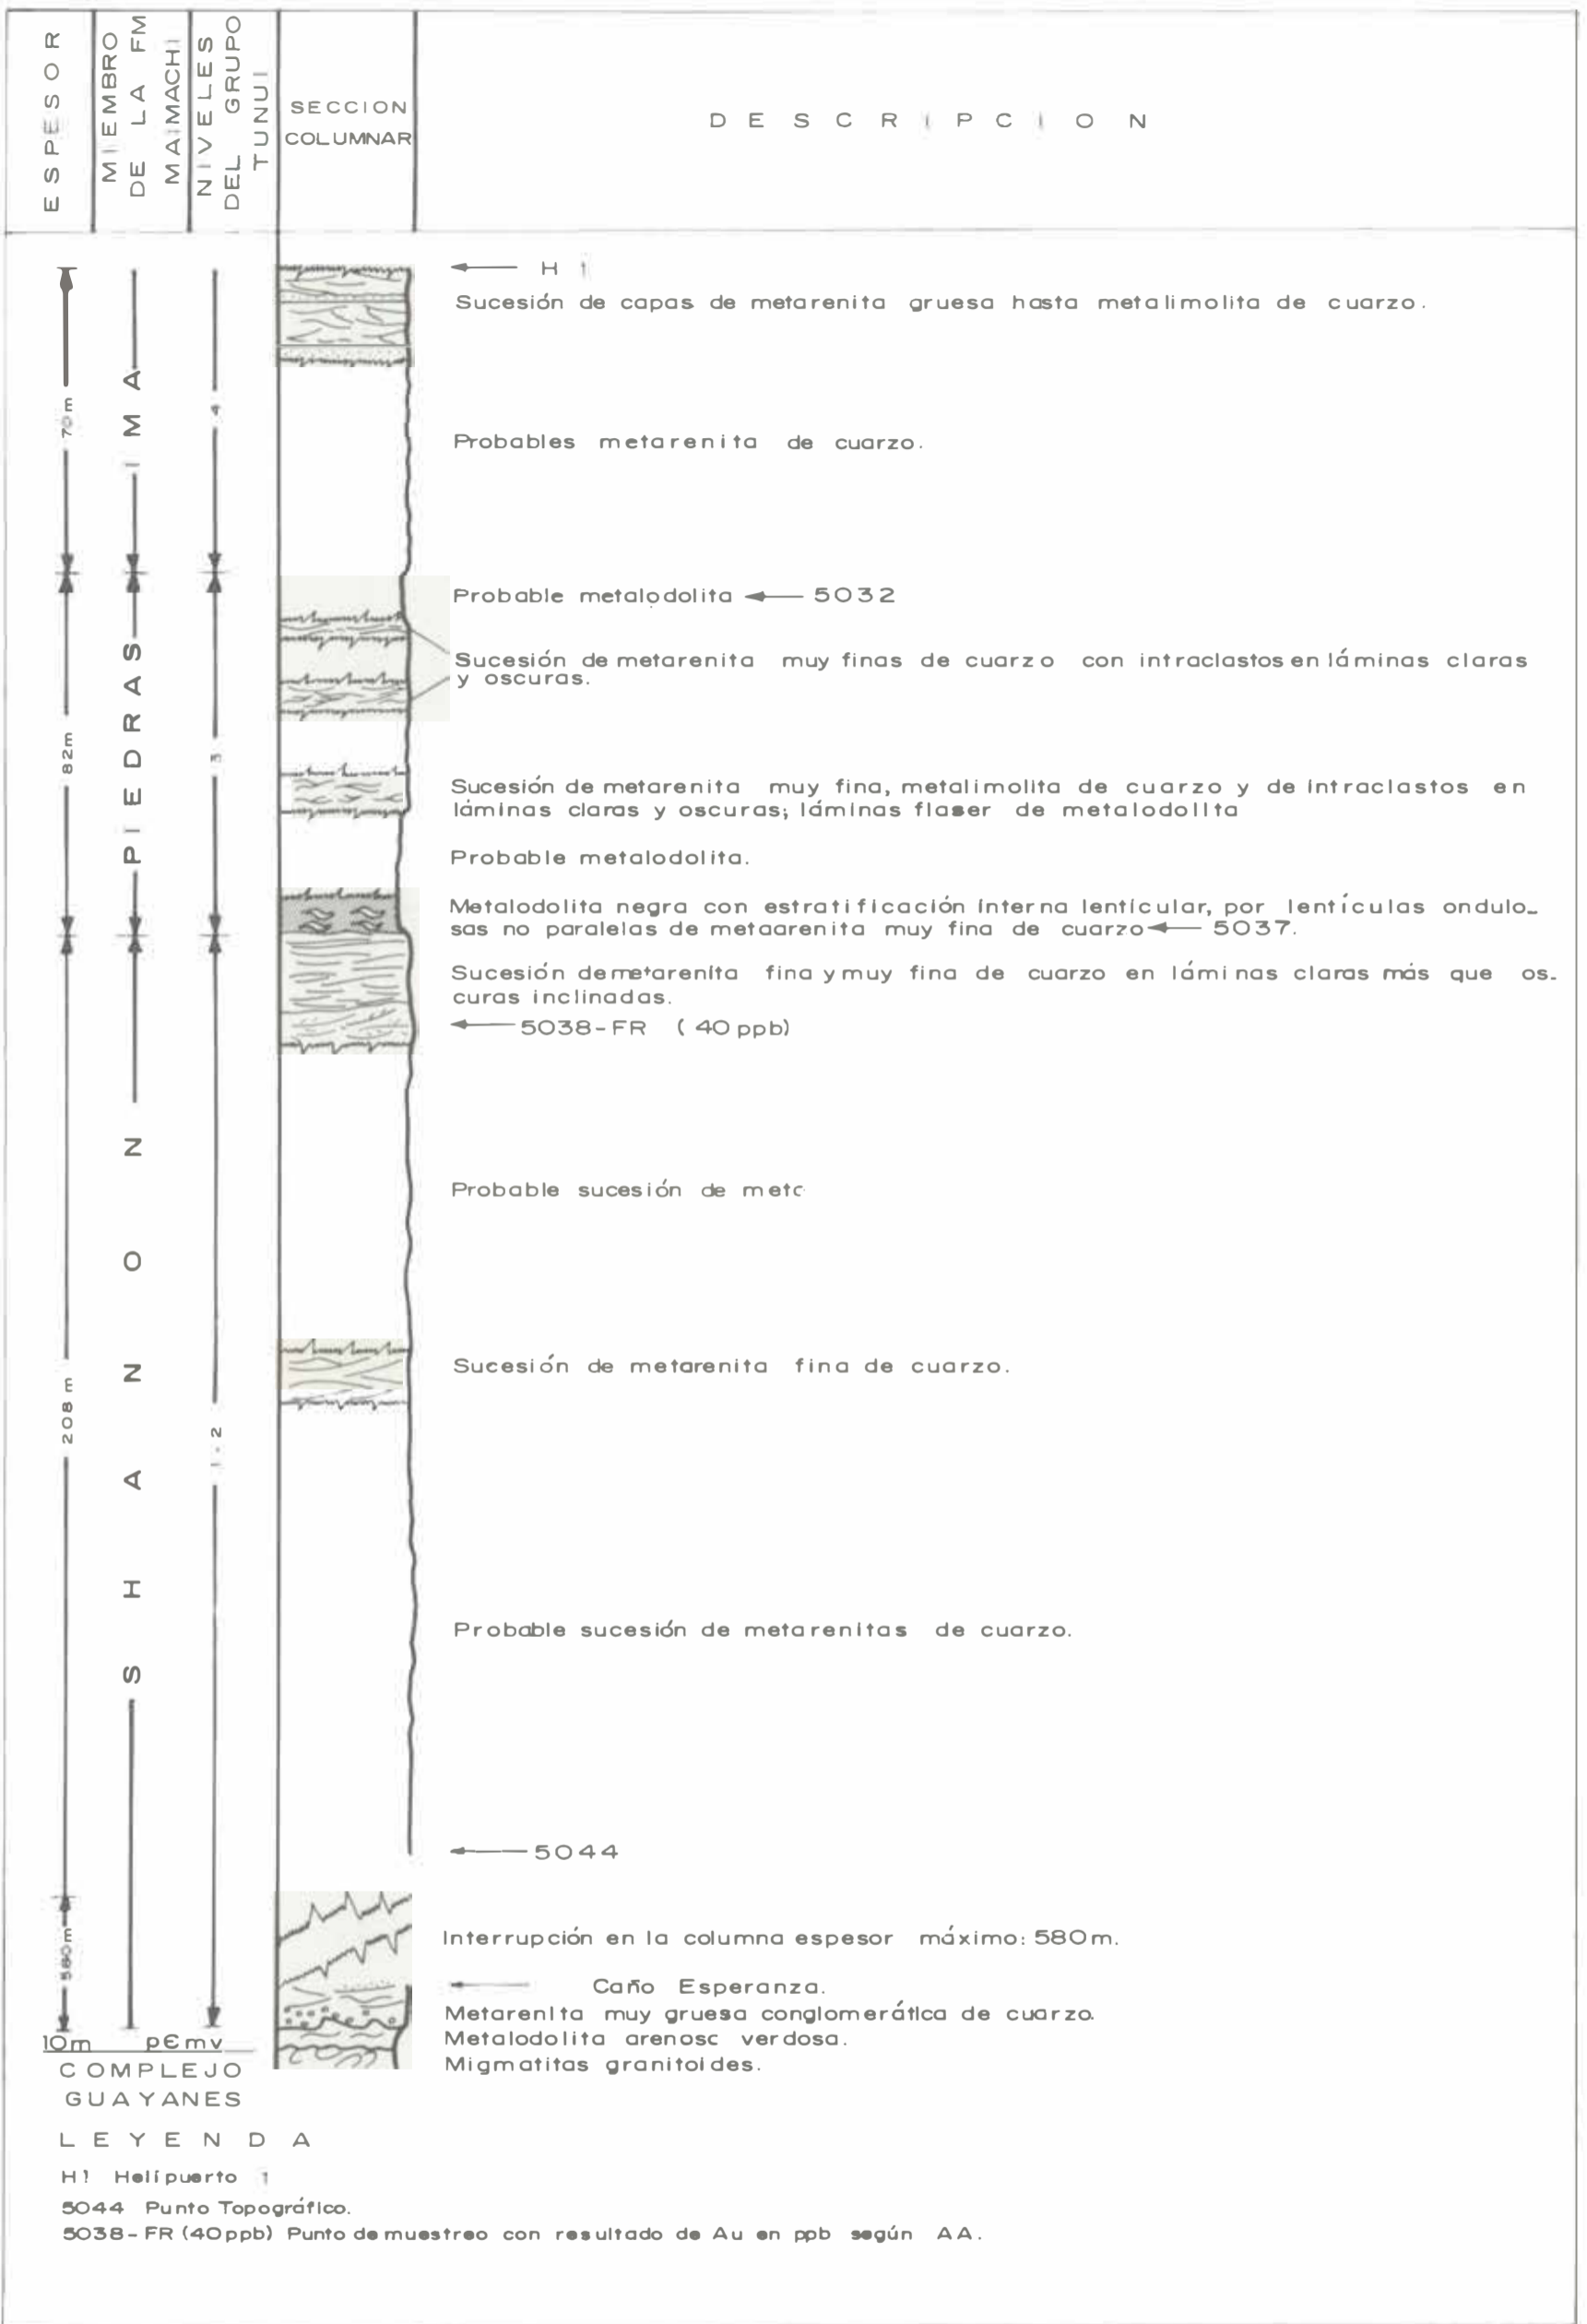 ESPESOR
MIEMBRO
DE LA FM
MAIMACHI
NIVELES
DEL GRUPO
TUNUI
SECCION
COLUMNAR
DESCRIPCION
H 1
Sucesión de capas de metarenita gruesa hasta metalimolita de cuarzo.
70m
IMA
4
Probables metarenita de cuarzo.
Probable metalodolita 5032
Sucesión de metarenita muy finas de cuarzo con intraclastos en láminas claras
y oscuras.
82m
PIEDRAS
3
Sucesión de metarenita muy fina, metalimolita de cuarzo y de intraclastos en
láminas claras y oscuras; láminas flaser de metalodolita
Probable metalodolita.
Metalodolita negra con estratificación interna lenticular, por lentículas ondulo_
sas no paralelas de metaarenita muy fina de cuarzo 5037.
Sucesión de metarenita fina y muy fina de cuarzo en láminas claras más que os-
curas inclinadas.
5038-FR (40 ppb)
Probable sucesión de
Sucesión de metarenita fina de cuarzo.
208 m
SHANONZ
1-2
Probable sucesión de metarenitas de cuarzo.
5044
580m
Interrupción en la columna espesor máximo: 580m.
Caño Esperanza.
Metarenita muy gruesa conglomerática de cuarzo.
Metalodolita arenosc verdosa.
Migmatitas granitoides.
10m pЄmv
COMPLEJO
GUAYANES
LEYENDA
H1 Helípuerto 1
5044 Punto Topográfico.
5038-FR (40ppb) Punto de muestreo con resultado de Au en ppb según AA.